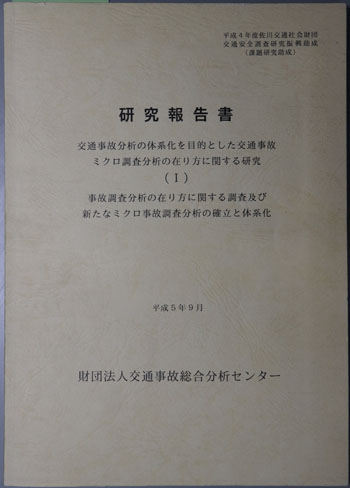 平成4年度佐川交通社会財団
交通安全調査研究振興助成
(課題研究助成)
研究報告書
交通事故分析の体系化を目的とした交通事故
ミクロ調査分析の在り方に関する研究
(I)
事故調査分析の在り方に関する調査及び
新たなミクロ事故調査分析の確立と体系化
平成5年9月
財団法人交通事故総合分析センター